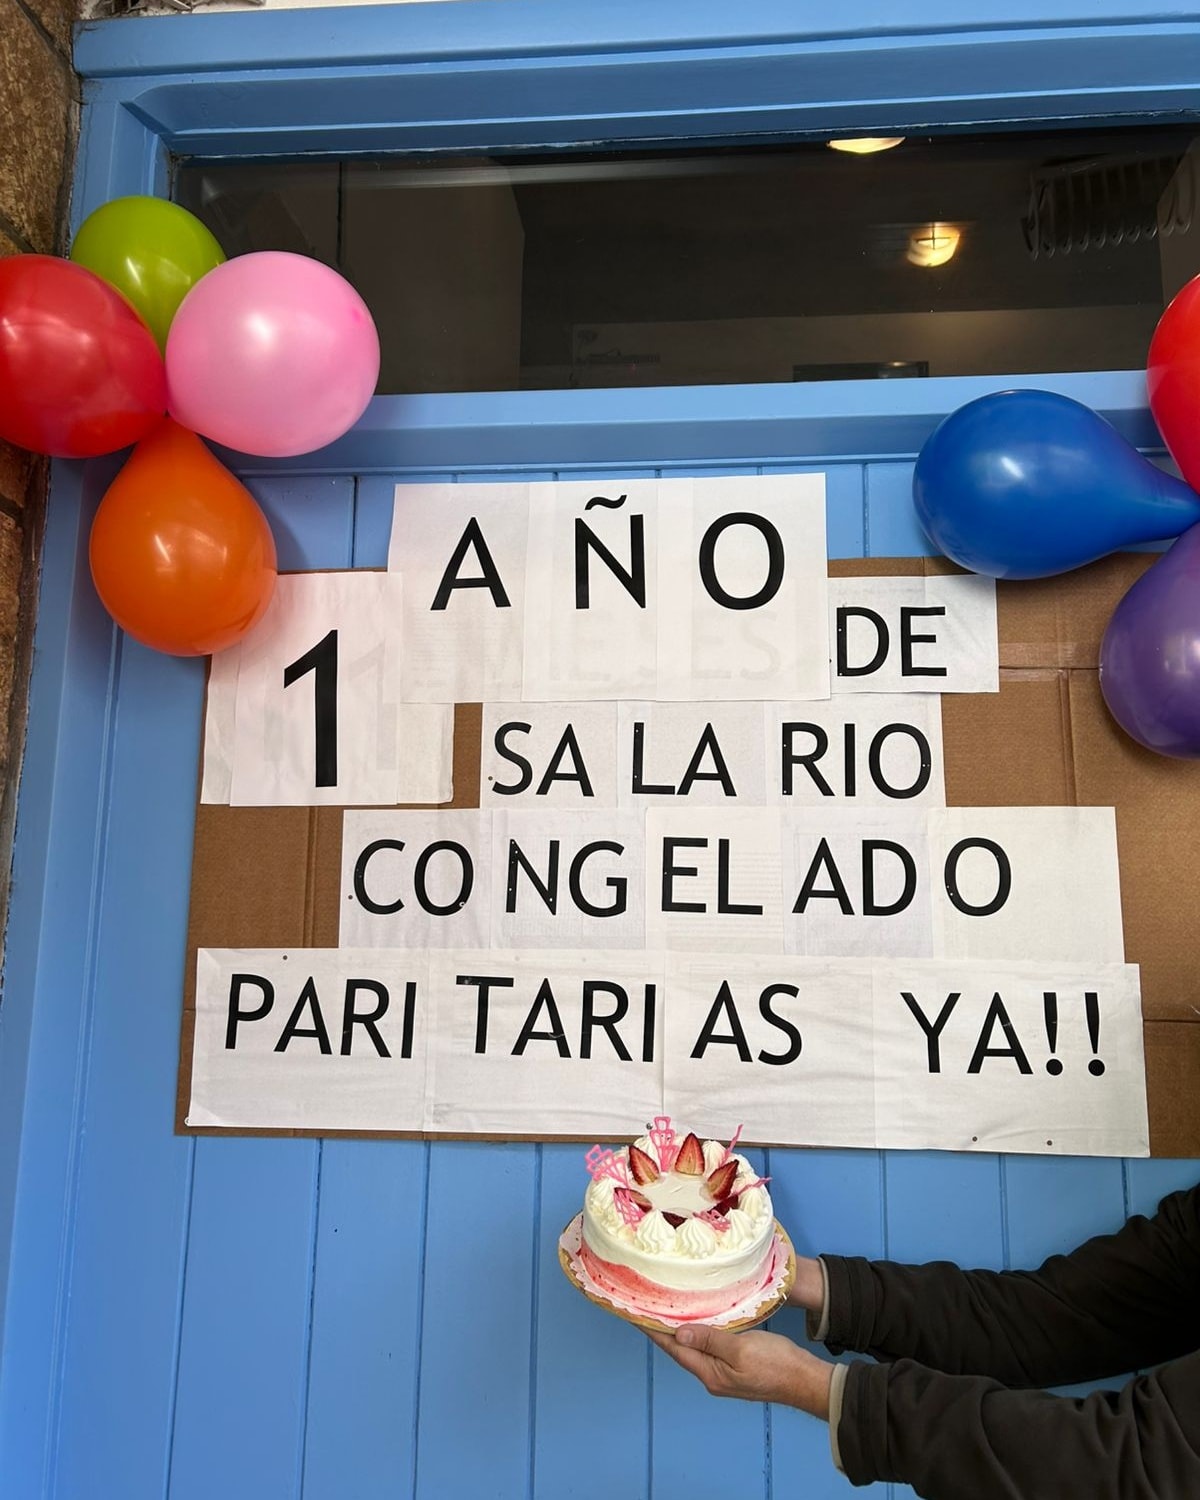 1 AÑO DE
SALARIO
CONGELADO
PARITARIAS YA!!